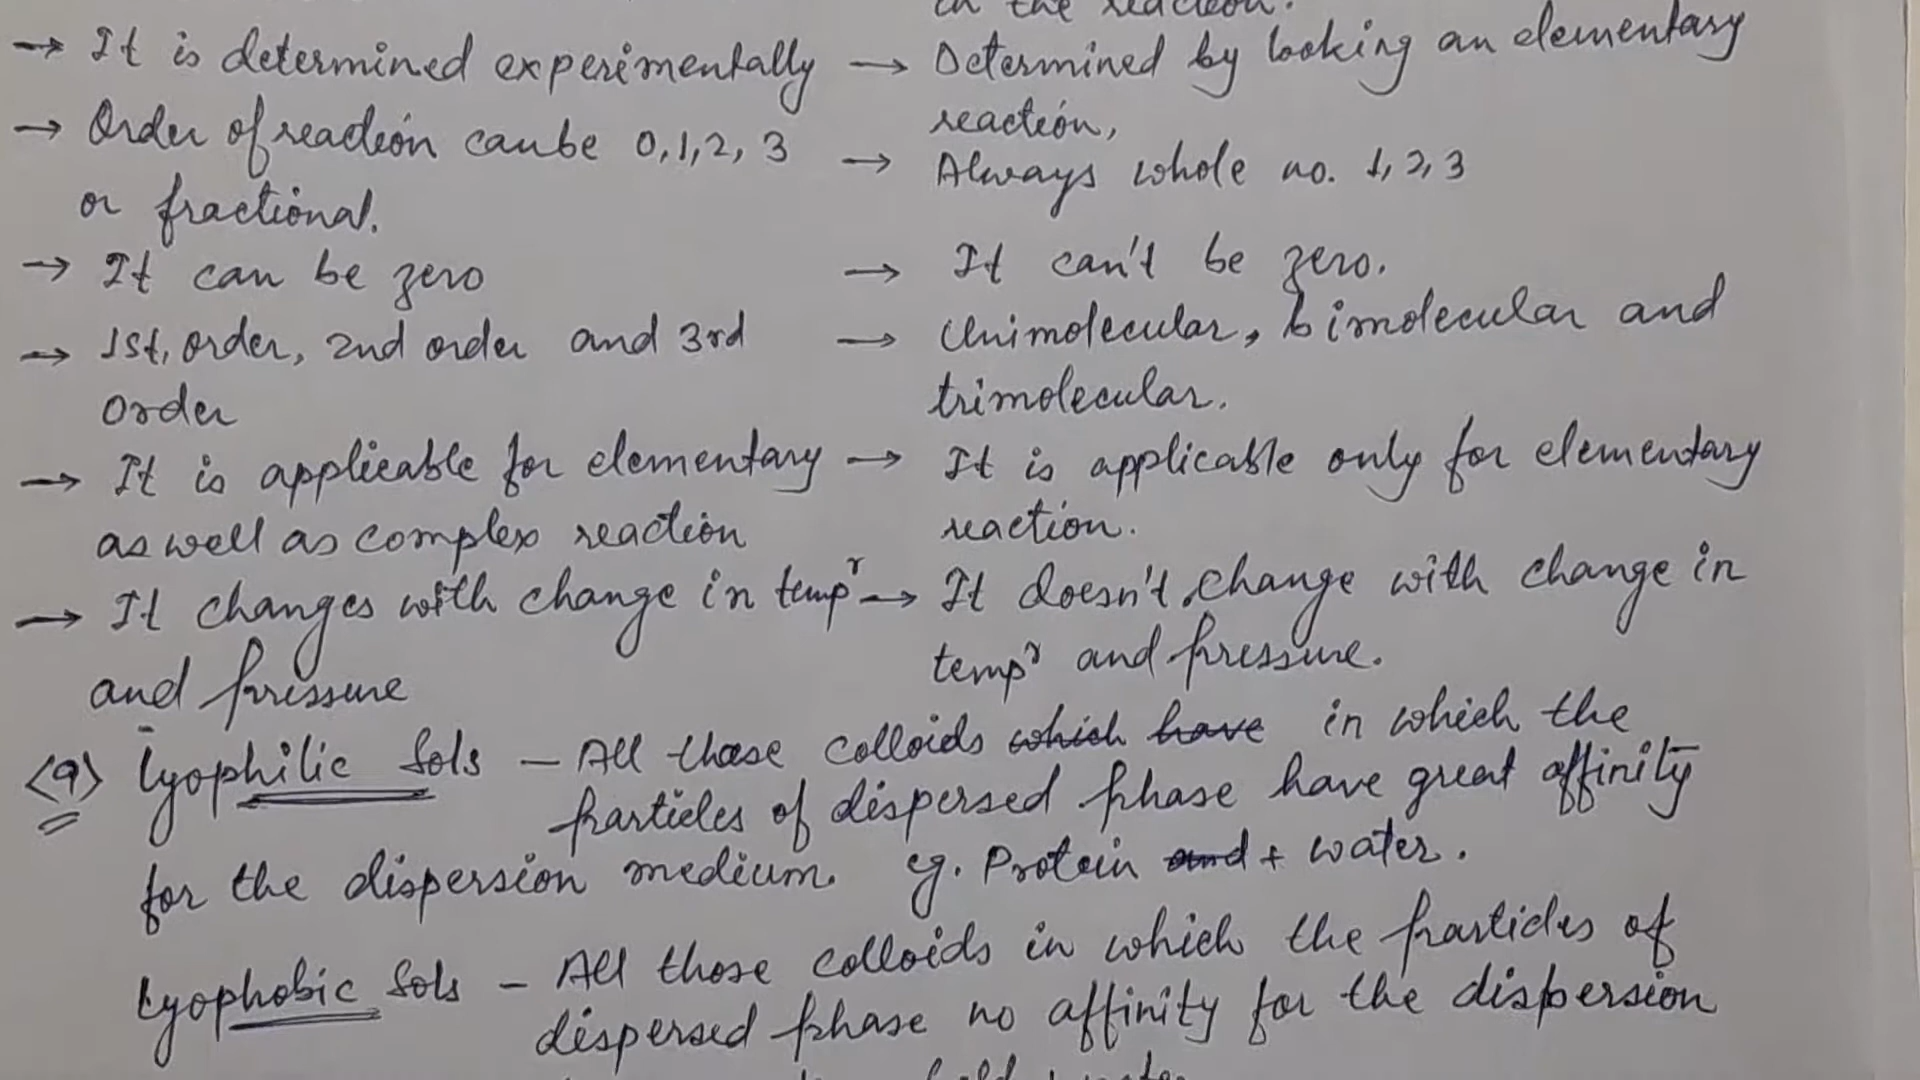 in the reaction.
→ It is determined experimentally → Determined by looking an elementary
reaction,
→ Order of reaction can be 0,1,2,3 → Always whole no. 1,2,3
or fractional.
→ It can be zero → It can't be zero.
→ 1st, order, 2nd order and 3rd → Unimolecular, bimolecular and
order trimolecular.
→ It is applicable for elementary → It is applicable only for elementary
as well as complex reaction reaction.
→ It changes with change in tempr → It doesn't change with change in
and pressure tempr and pressure.
<9> Lyophilic Sols - All those colloids which have in which the
particles of dispersed phase have great affinity
for the dispersion medium. eg. Protein and + water.
Lyophobic Sols - All those colloids in which the particles of
dispersed phase no affinity for the dispersion
gold + water